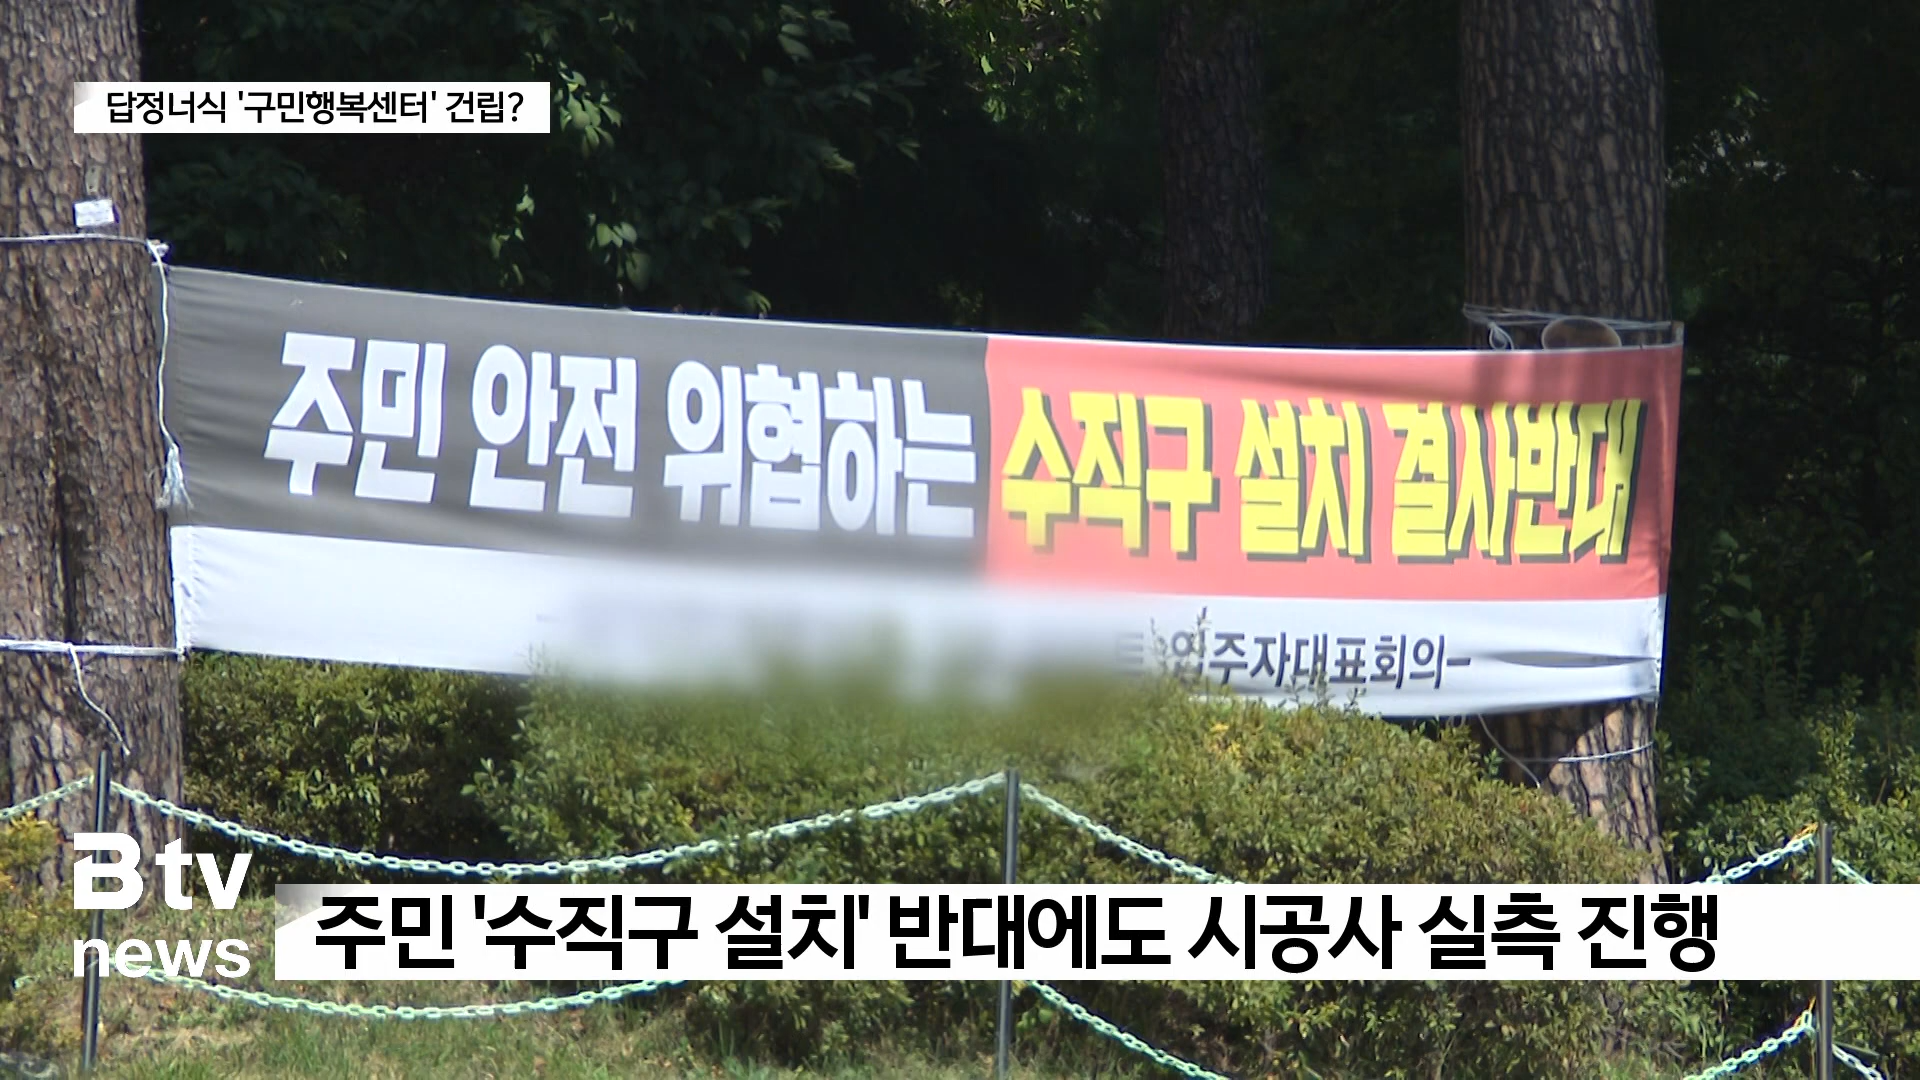 답정너식 '구민행복센터' 건립?
주민 안전 위협하는 수직구 설치 결사반대
입주자대표회의-
B tv
news
주민 '수직구 설치' 반대에도 시공사 실측 진행